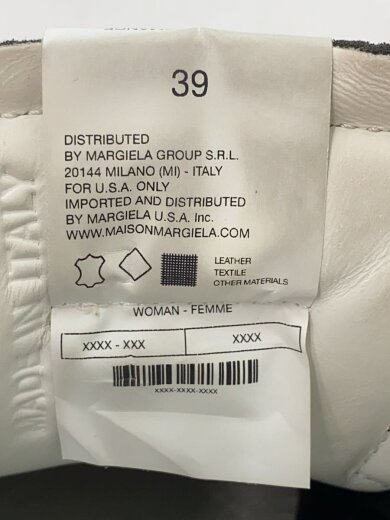 39
DISTRIBUTED
BY MARGIELA GROUP S.R.L.
20144 MILANO (MI) - ITALY
FOR U.S.A. ONLY
IMPORTED AND DISTRIBUTED
BY MARGIELA U.S.A. Inc.
WWW.MAISONMARGIELA.COM
LEATHER
TEXTILE
OTHER MATERIALS
WOMAN - FEMME
XXXX - XXX XXXX
XXXX-XXXX-XXXX
MADE IN ITALY